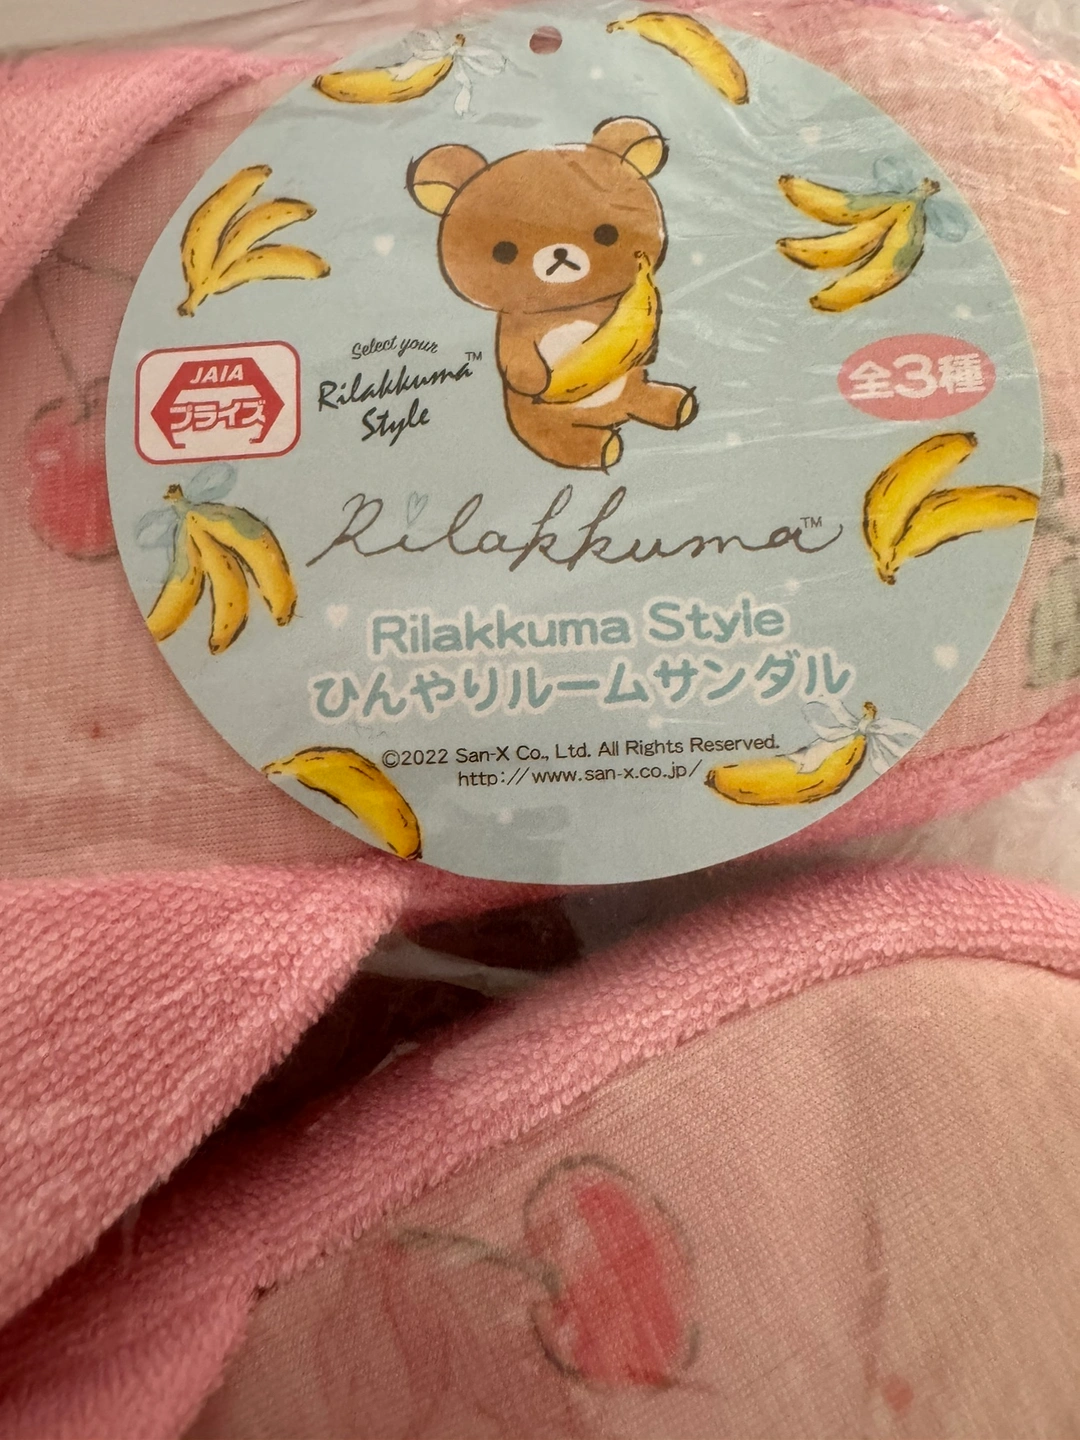 Select your
Rilakkuma™
Style
JAIA
プライズ
全3種
Rilakkuma™
Rilakkuma Style
ひんやりルームサンダル
©2022 San-X Co., Ltd. All Rights Reserved.
http://www.san-x.co.jp/